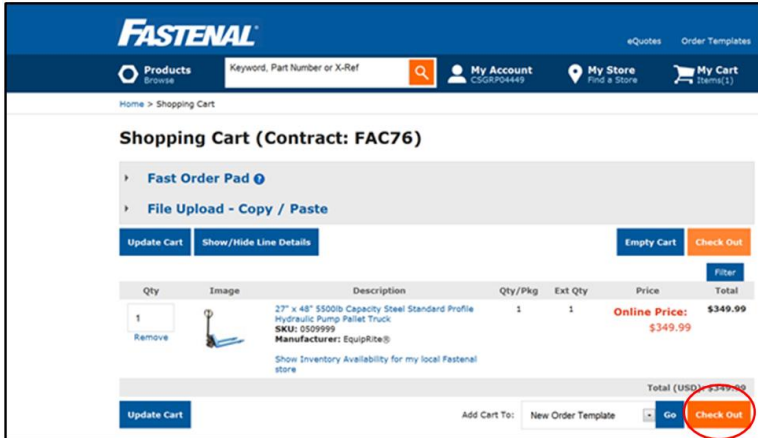 FASTENAL
eQuotes Order Templates
Products
Browse
Keyword, Part Number or X-Ref
My Account
CSGRP04449
My Store
Find a Store
My Cart
Items(1)
Home > Shopping Cart
Shopping Cart (Contract: FAC76)
Fast Order Pad ?
File Upload - Copy / Paste
Update Cart Show/Hide Line Details Empty Cart Check Out
Filter
Qty Image Description Qty/Pkg Ext Qty Price Total
1
Remove
27" x 48" 5500lb Capacity Steel Standard Profile
Hydraulic Pump Pallet Truck
SKU: 0509999
Manufacturer: EquipRite®
Show Inventory Availability for my local Fastenal
store
1 1 Online Price: $349.99
$349.99
Total (USD): $349.99
Update Cart Add Cart To: New Order Template Go Check Out